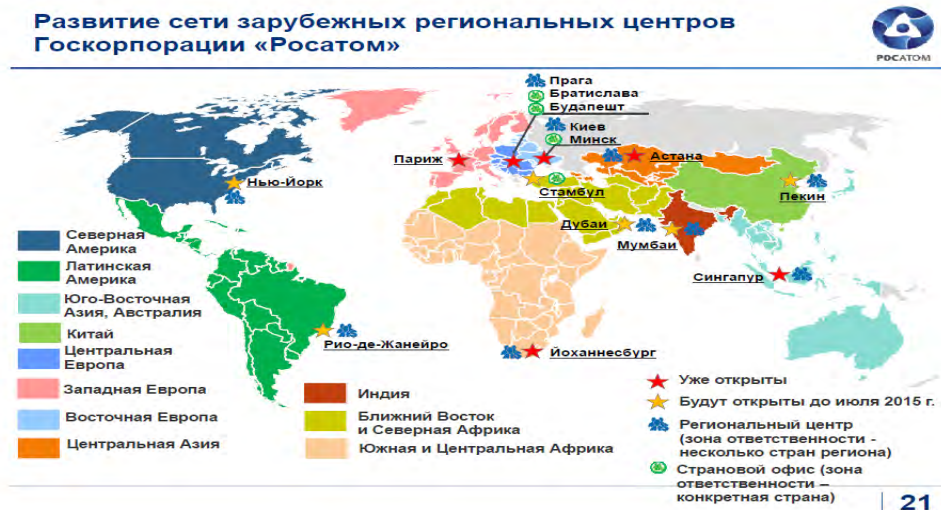 Развитие сети зарубежных региональных центров
Госкорпорации «Росатом»
РОСАТОМ
Прага
Братислава
Будапешт
Киев
Минск
Париж
Астана
Нью-Йорк
Стамбул
Пекин
Дубаи
Мумбаи
Сингапур
Рио-де-Жанейро
Йоханнесбург
Северная
Америка
Латинская
Америка
Юго-Восточная
Азия, Австралия
Китай
Центральная
Европа
Западная Европа
Восточная Европа
Центральная Азия
Индия
Ближний Восток
и Северная Африка
Южная и Центральная Африка
Уже открыты
Будут открыты до июля 2015 г.
Региональный центр
(зона ответственности -
несколько стран региона)
Страновой офис (зона
ответственности –
конкретная страна)
21